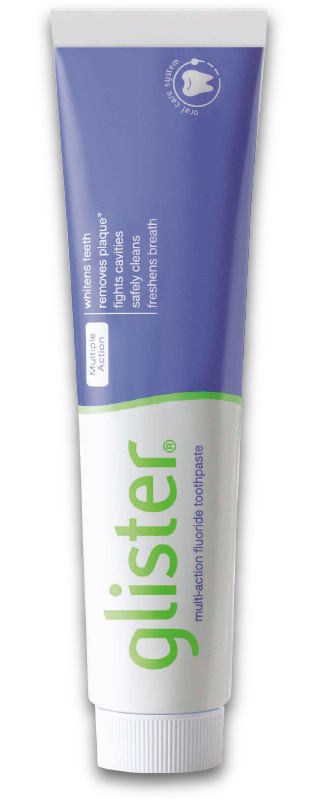 oral care system
Multiple
Action
whitens teeth
removes plaque*
fights cavities
safely cleans
freshens breath
glister®
multi-action fluoride toothpaste